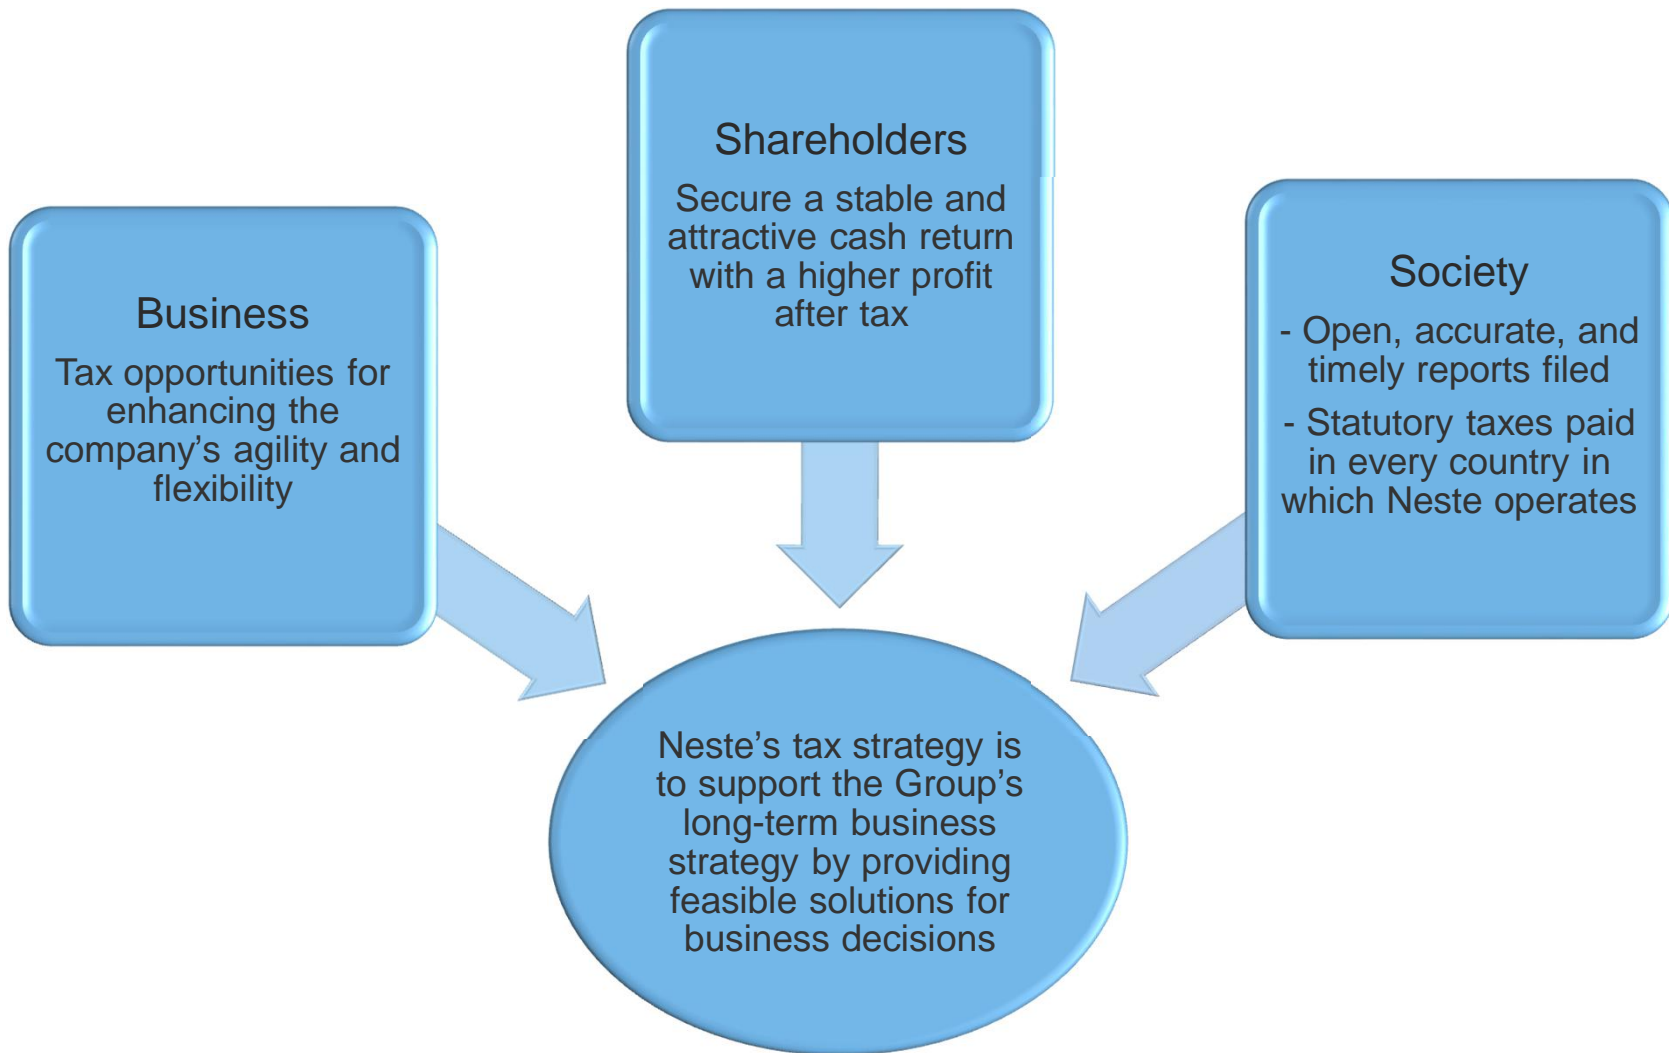 Business
Tax opportunities for
enhancing the
company’s agility and
flexibility
Shareholders
Secure a stable and
attractive cash return
with a higher profit
after tax
Society
- Open, accurate, and
timely reports filed
- Statutory taxes paid
in every country in
which Neste operates
Neste’s tax strategy is
to support the Group’s
long-term business
strategy by providing
feasible solutions for
business decisions